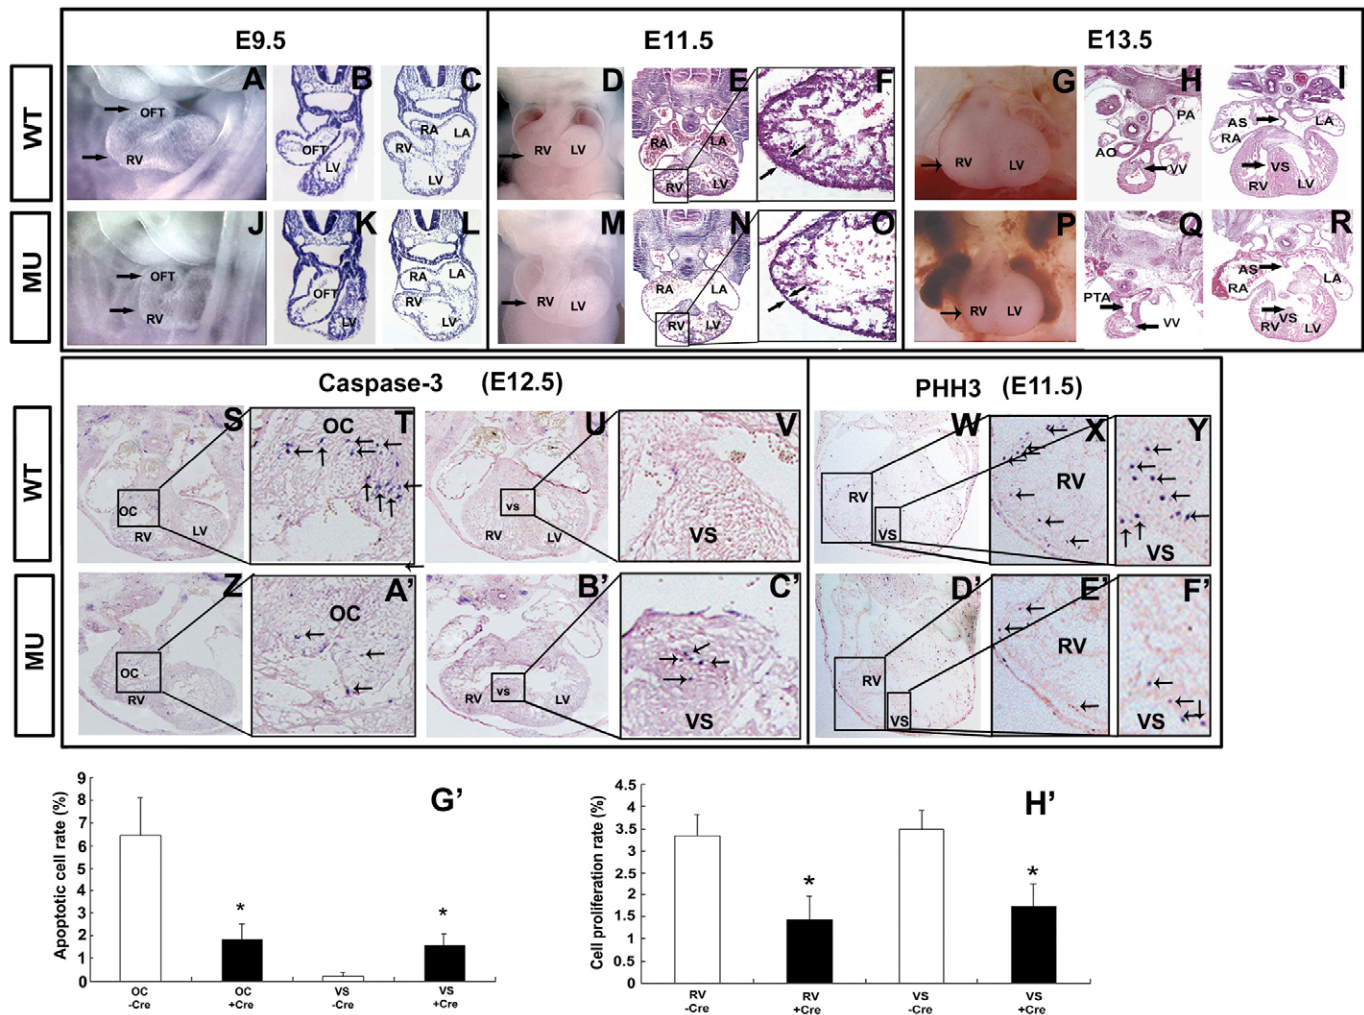 E9.5 E11.5 E13.5
WT
A OFT RV
B OFT LV
C RA LA RV LV
D RV LV
E RA LA RV LV
F
G RV LV
H PA AO VV
I AS LA RA VS RV LV
MU
J OFT RV
K OFT LV
L RA LA RV LV
M RV LV
N RA LA RV LV
O
P RV LV
Q PTA VV
R AS LA RA VS RV LV
Caspase-3 (E12.5) PHH3 (E11.5)
WT
S OC RV LV
T OC
U VS RV LV
V VS
W RV VS
X RV
Y VS
MU
Z OC RV
A' OC
B' VS RV LV
C' VS
D' RV VS
E' RV
F' VS
G'
Apoptotic cell rate (%)
9
8
7
6
5
4
3
2
1
0
* *
OC OC VS VS
-Cre +Cre -Cre +Cre
H'
Cell proliferation rate (%)
4.5
4
3.5
3
2.5
2
1.5
1
0.5
0
* *
RV RV VS VS
-Cre +Cre -Cre +Cre